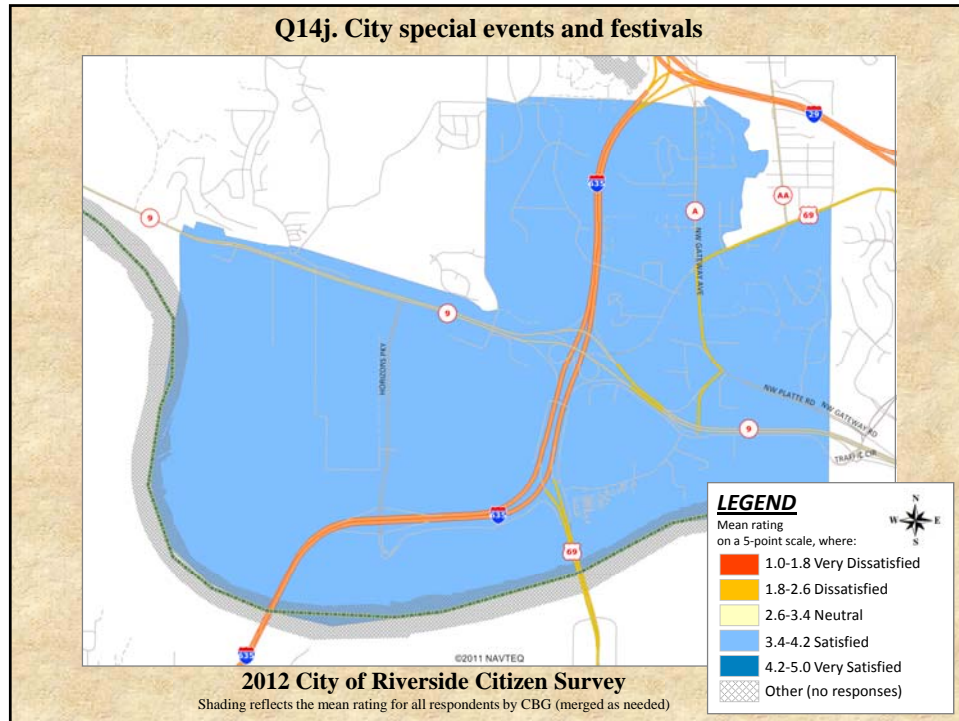 Q14j. City special events and festivals
29
635
9
A
AA
69
NW GATEWAY AVE
9
HORIZONS PKY
NW PLATTE RD
NW GATEWAY RD
9
TRAFFIC CIR
635
69
635
©2011 NAVTEQ
LEGEND
Mean rating
on a 5-point scale, where:
N
W E
S
1.0-1.8 Very Dissatisfied
1.8-2.6 Dissatisfied
2.6-3.4 Neutral
3.4-4.2 Satisfied
4.2-5.0 Very Satisfied
Other (no responses)
2012 City of Riverside Citizen Survey
Shading reflects the mean rating for all respondents by CBG (merged as needed)